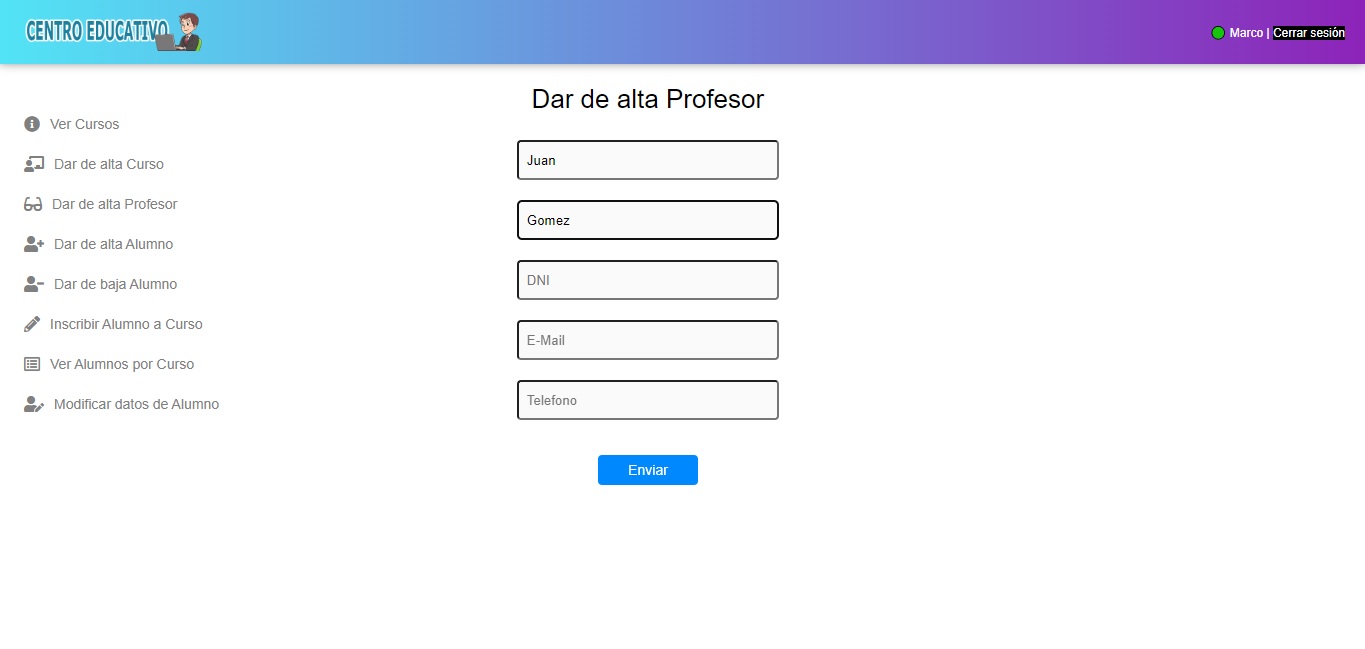 CENTRO EDUCATIVO
Marco | Cerrar sesión
Ver Cursos
Dar de alta Curso
Dar de alta Profesor
Dar de alta Alumno
Dar de baja Alumno
Inscribir Alumno a Curso
Ver Alumnos por Curso
Modificar datos de Alumno
Dar de alta Profesor
Juan
Gomez
DNI
E-Mail
Telefono
Enviar